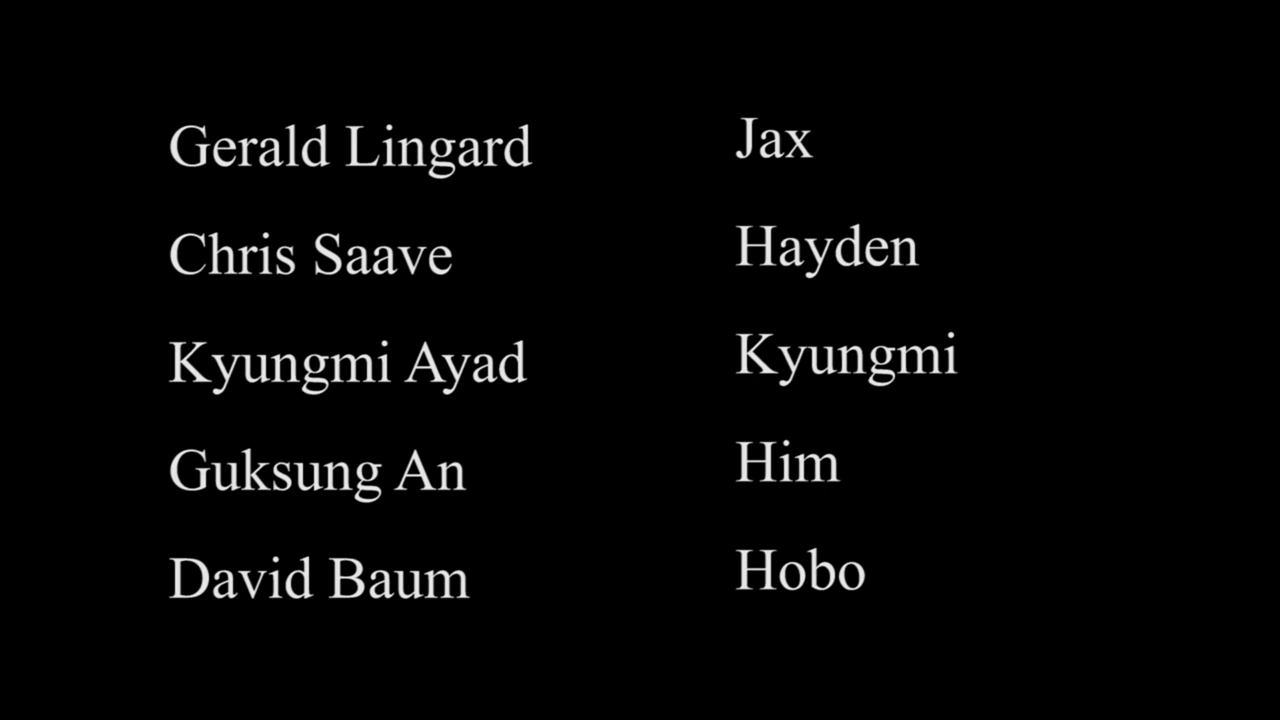 Gerald Lingard Jax
Chris Saave Hayden
Kyungmi Ayad Kyungmi
Guksung An Him
David Baum Hobo